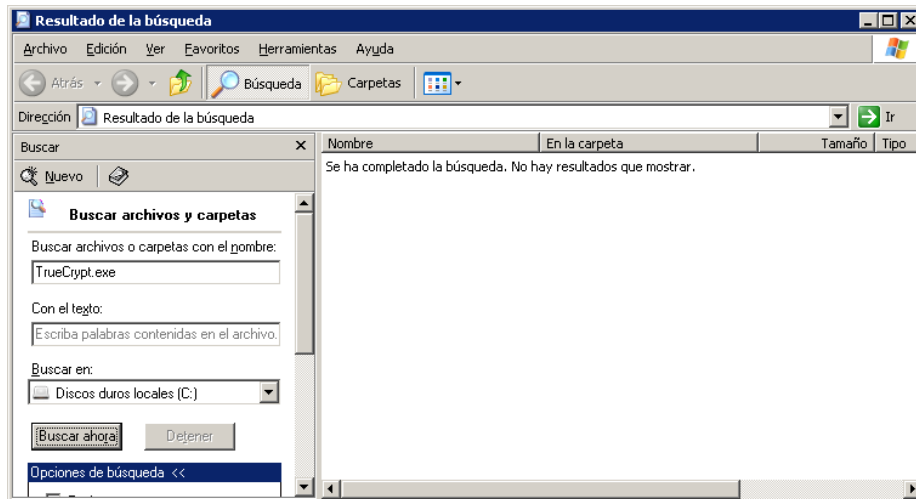 Resultado de la búsqueda
Archivo Edición Ver Favoritos Herramientas Ayuda
Atrás Búsqueda Carpetas
Dirección Resultado de la búsqueda Ir
Buscar
Nombre En la carpeta Tamaño Tipo
Se ha completado la búsqueda. No hay resultados que mostrar.
Nuevo
Buscar archivos y carpetas
Buscar archivos o carpetas con el nombre:
TrueCrypt.exe
Con el texto:
Escriba palabras contenidas en el archivo.
Buscar en:
Discos duros locales (C:)
Buscar ahora Detener
Opciones de búsqueda <<